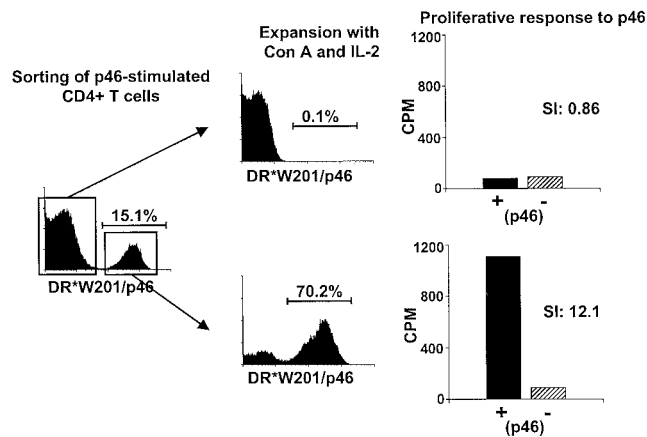 Sorting of p46-stimulated
CD4+ T cells
15.1%
DR*W201/p46
Expansion with
Con A and IL-2
0.1%
DR*W201/p46
70.2%
DR*W201/p46
Proliferative response to p46
1200
800
400
0
CPM
SI: 0.86
+ -
(p46)
1200
800
400
0
CPM
SI: 12.1
+ -
(p46)